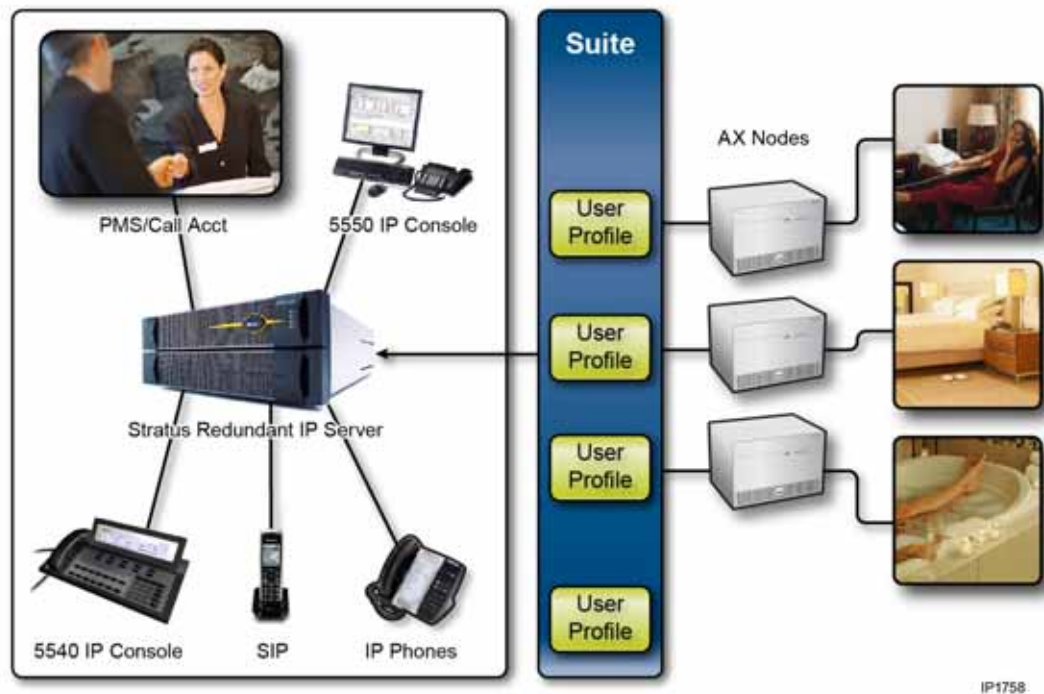 Suite
AX Nodes
PMS/Call Acct
5550 IP Console
User
Profile
User
Profile
Stratus Redundant IP Server
User
Profile
User
Profile
5540 IP Console
SIP
IP Phones
IP1758